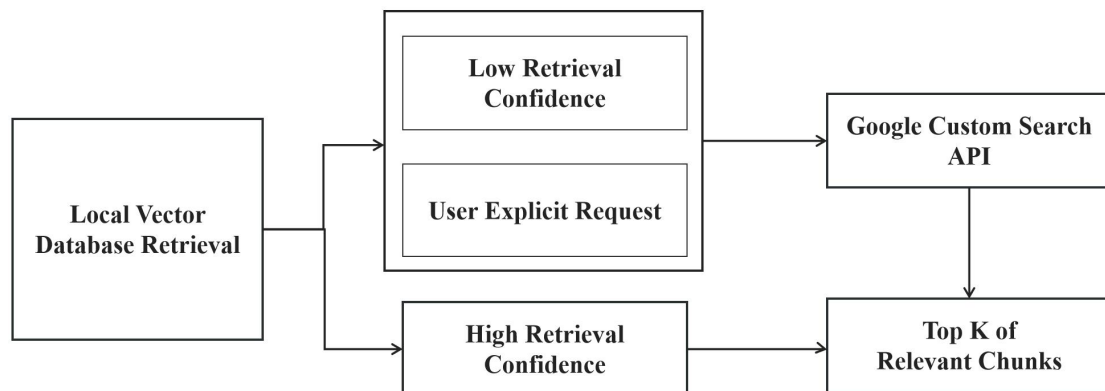 Local Vector
Database Retrieval
Low Retrieval
Confidence
User Explicit Request
High Retrieval
Confidence
Google Custom Search
API
Top K of
Relevant Chunks